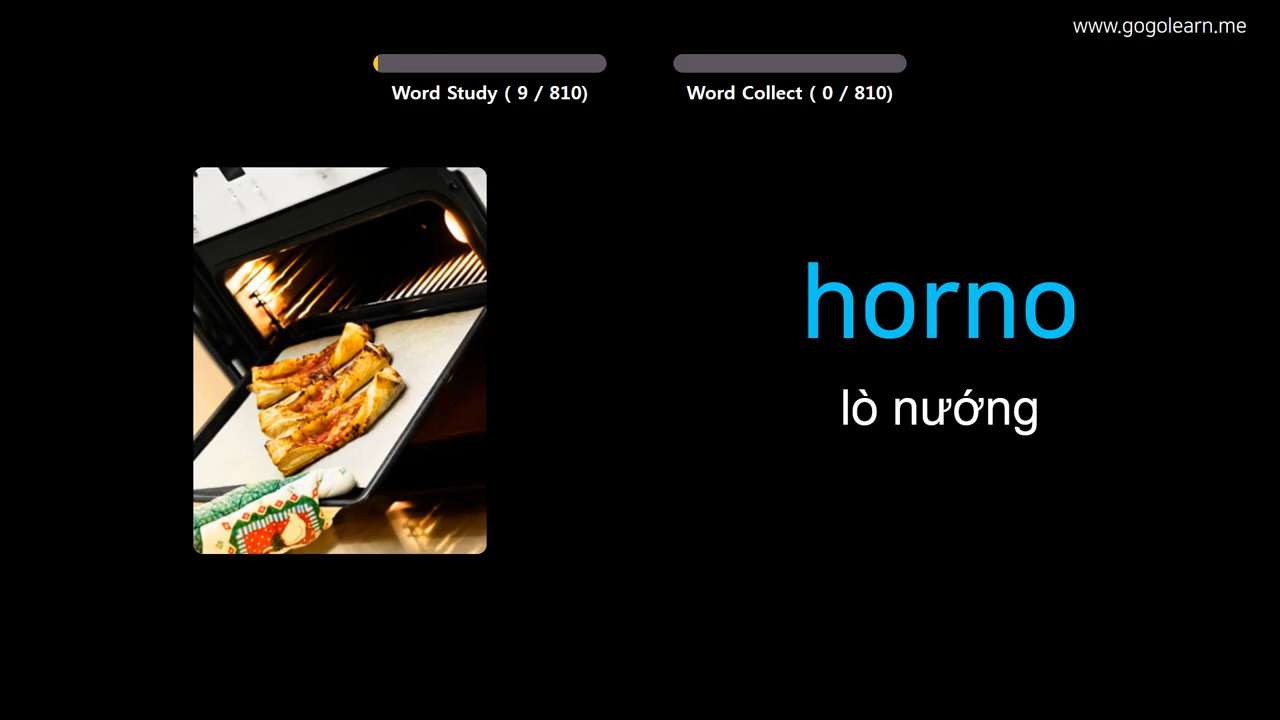 www.gogolearn.me
Word Study ( 9 / 810)
Word Collect ( 0 / 810)
horno
lò nướng